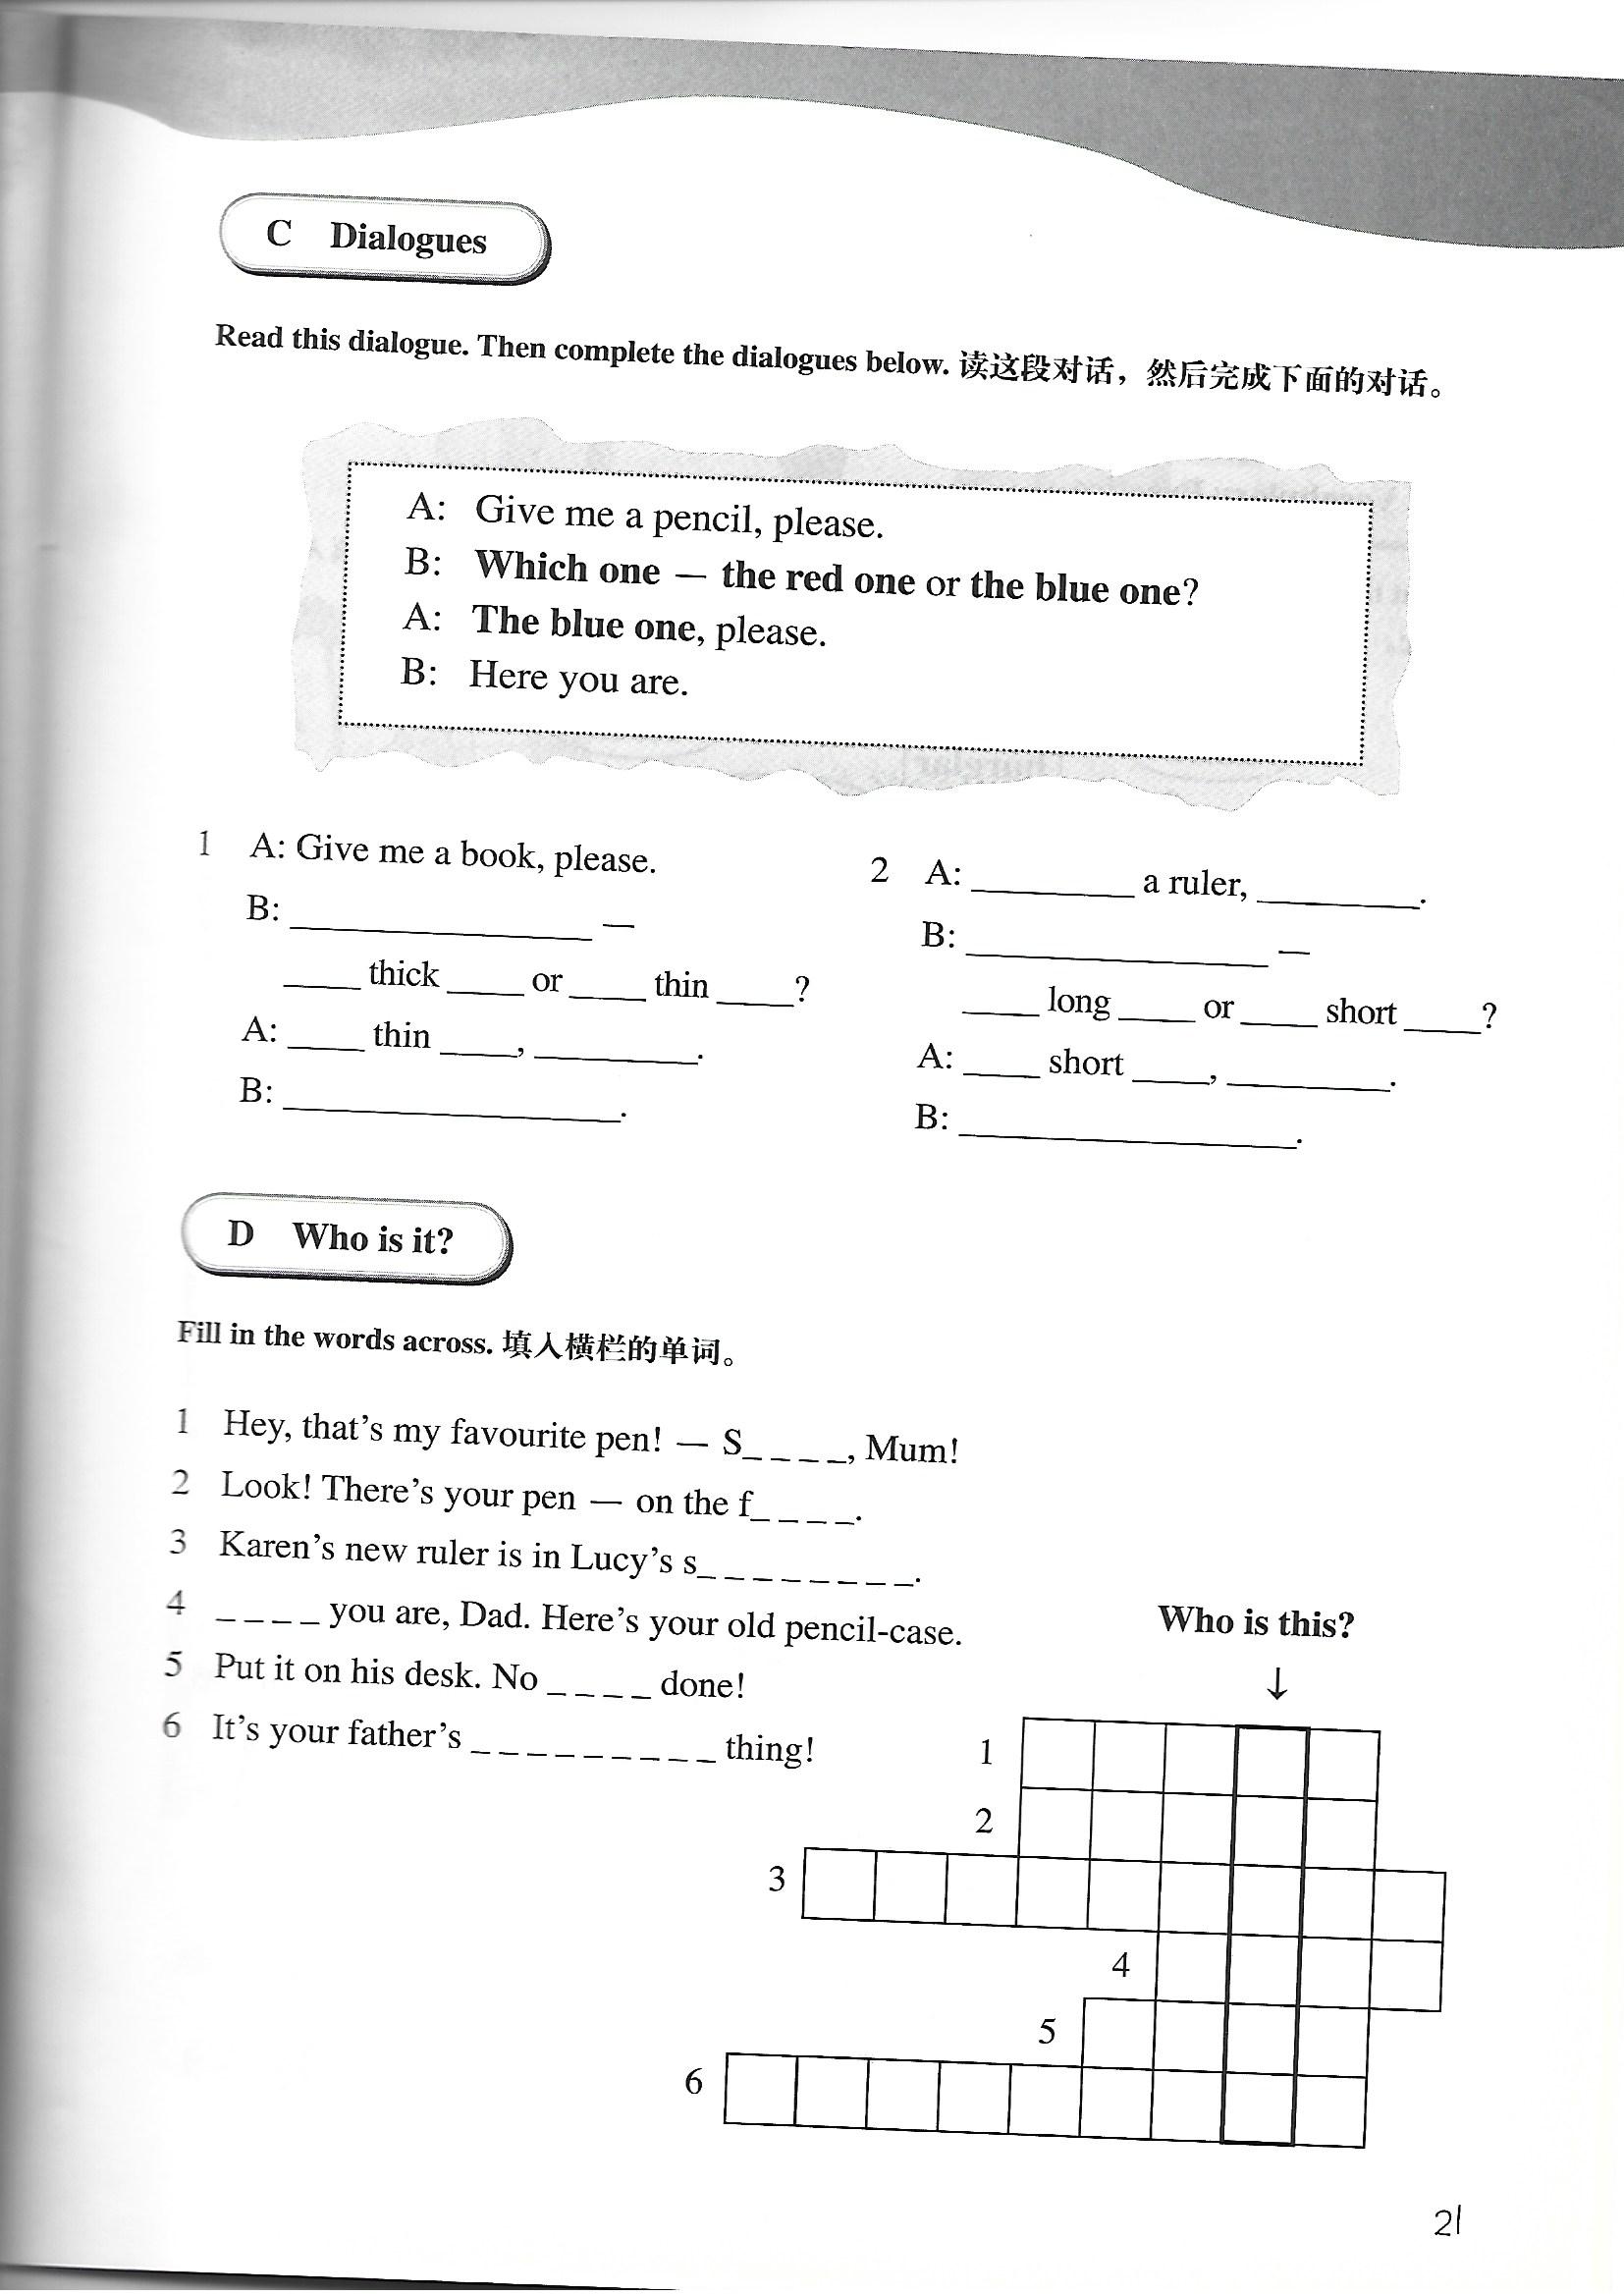 C Dialogues
Read this dialogue. Then complete the dialogues below. 读这段对话，然后完成下面的对话。
A: Give me a pencil, please.
B: Which one — the red one or the blue one?
A: The blue one, please.
B: Here you are.
1 A: Give me a book, please.
B: ________________ —
____ thick ____ or ____ thin ____?
A: ____ thin ____, ________.
B: __________________.
2 A: ________ a ruler, ________.
B: ________________ —
____ long ____ or ____ short ____?
A: ____ short ____, ________.
B: __________________.
D Who is it?
Fill in the words across. 填入横栏的单词。
1 Hey, that's my favourite pen! — S_ _ _ _, Mum!
2 Look! There's your pen — on the f_ _ _ _.
3 Karen's new ruler is in Lucy's s_ _ _ _ _ _ _ _.
4 _ _ _ _ you are, Dad. Here's your old pencil-case.
5 Put it on his desk. No _ _ _ _ done!
6 It's your father's _ _ _ _ _ _ _ _ _ thing!
Who is this?
↓
1
2
3
4
5
6
21